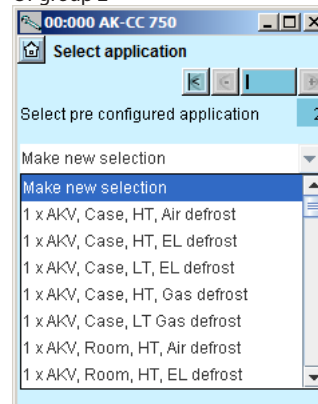 00:000 AK-CC 750
Select application
Select pre configured application
Make new selection
Make new selection
1 x AKV, Case, HT, Air defrost
1 x AKV, Case, HT, EL defrost
1 x AKV, Case, LT, EL defrost
1 x AKV, Case, HT, Gas defrost
1 x AKV, Case, LT Gas defrost
1 x AKV, Room, HT, Air defrost
1 x AKV, Room, HT, EL defrost